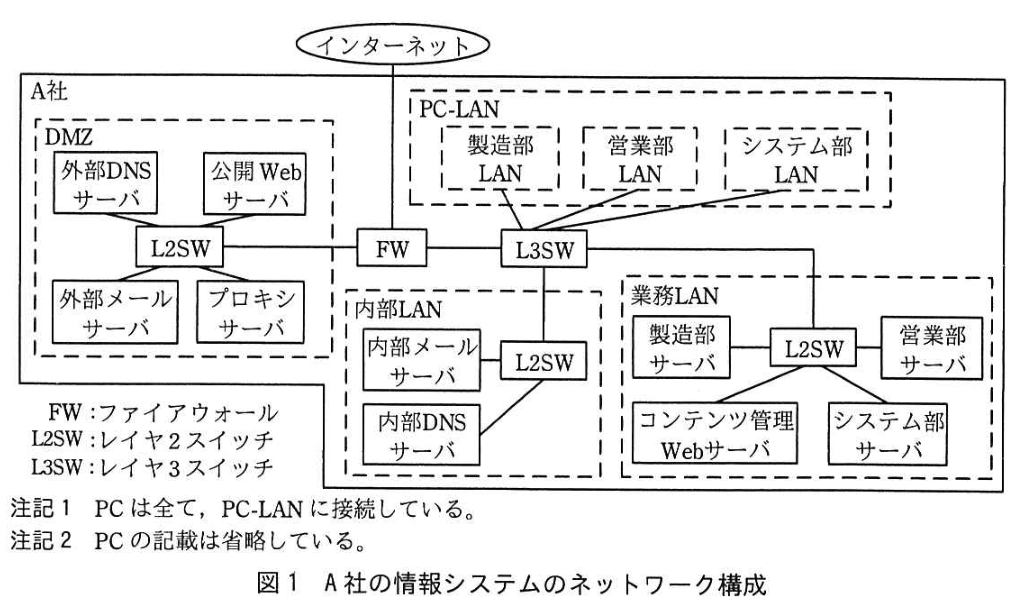 インターネット
A社
DMZ
外部DNS
サーバ
公開Web
サーバ
L2SW
外部メール
サーバ
プロキシ
サーバ
FW
PC-LAN
製造部
LAN
営業部
LAN
システム部
LAN
L3SW
内部LAN
内部メール
サーバ
L2SW
内部DNS
サーバ
業務LAN
製造部
サーバ
L2SW
営業部
サーバ
コンテンツ管理
Webサーバ
システム部
サーバ
FW：ファイアウォール
L2SW：レイヤ2スイッチ
L3SW：レイヤ3スイッチ
注記1　PCは全て，PC-LANに接続している。
注記2　PCの記載は省略している。
図1　A社の情報システムのネットワーク構成